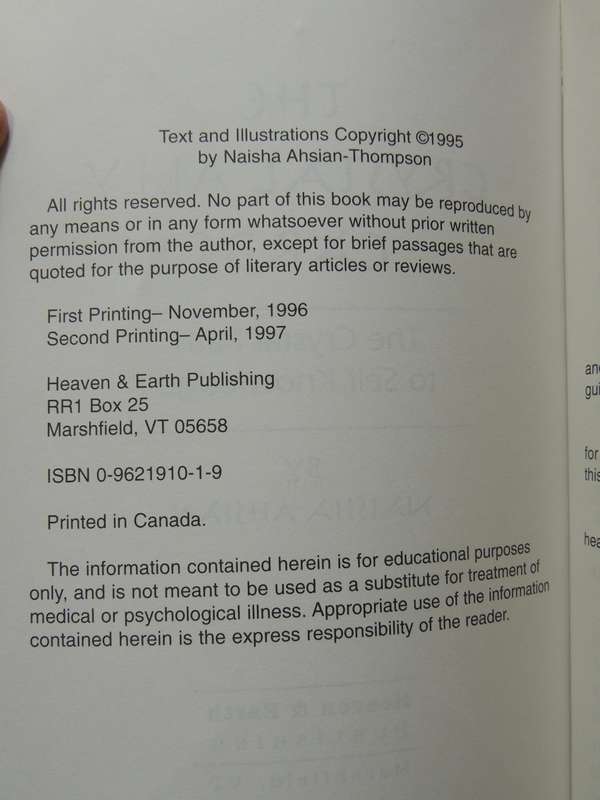 Text and Illustrations Copyright ©1995
by Naisha Ahsian-Thompson
All rights reserved. No part of this book may be reproduced by
any means or in any form whatsoever without prior written
permission from the author, except for brief passages that are
quoted for the purpose of literary articles or reviews.
First Printing– November, 1996
Second Printing– April, 1997
Heaven & Earth Publishing
RR1 Box 25
Marshfield, VT 05658
ISBN 0-9621910-1-9
Printed in Canada.
The information contained herein is for educational purposes
only, and is not meant to be used as a substitute for treatment of
medical or psychological illness. Appropriate use of the information
contained herein is the express responsibility of the reader.
for